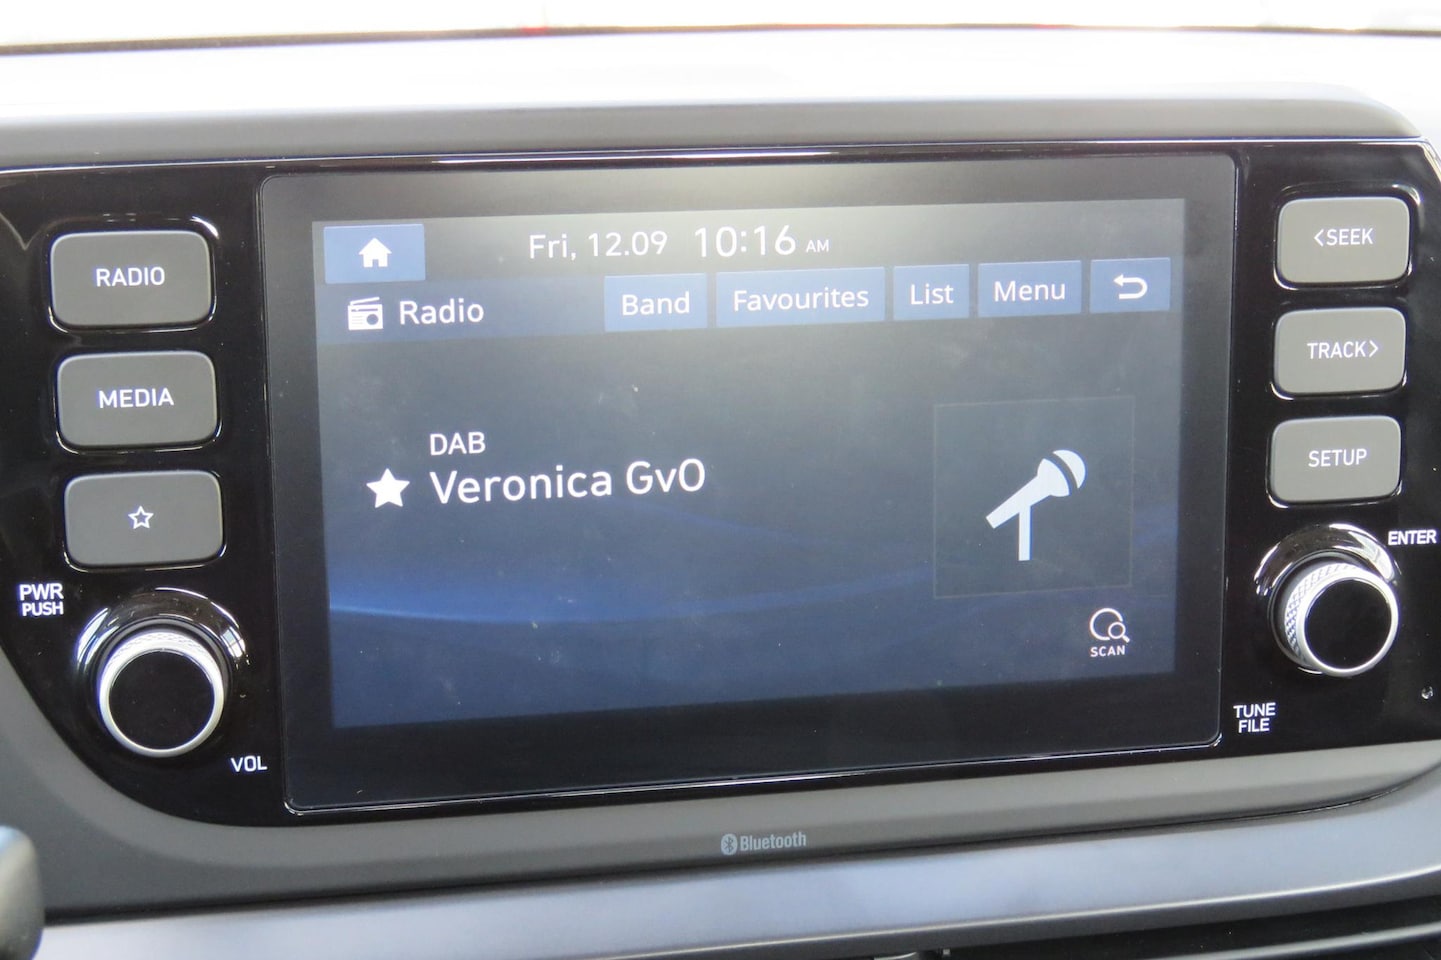 RADIO
MEDIA
PWR
PUSH
VOL
Fri, 12.09 10:16 AM
Radio
Band
Favourites
List
Menu
DAB
Veronica GvO
SCAN
<SEEK
TRACK>
SETUP
ENTER
TUNE
FILE
Bluetooth